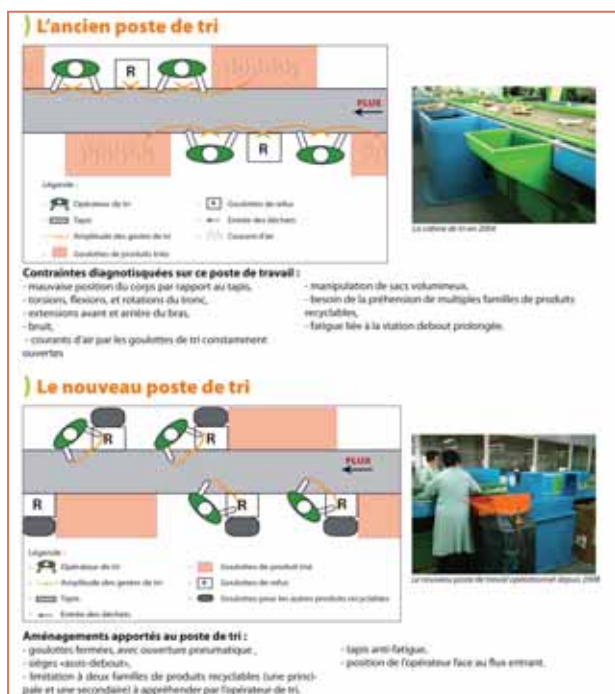 ) L'ancien poste de tri
R
FLUX
R
Légende :
Opérateur de tri
Tapis
Amplitude des gestes de tri
Goulottes de produits triés
R
Goulottes de refus
Entrée des déchets
Courants d'air
La cabine de tri en 2004
Contraintes diagnostiquées sur ce poste de travail :
- mauvaise position du corps par rapport au tapis,
- torsions, flexions, et rotations du tronc,
- extensions avant et arrière du bras,
- bruit,
- courants d'air par les goulottes de tri constamment
ouvertes
- manipulation de sacs volumineux,
- besoin de la préhension de multiples familles de produits
recyclables,
- fatigue liée à la station debout prolongée.
) Le nouveau poste de tri
R
R
FLUX
R
R
R
Légende :
Opérateur de tri
Amplitude des gestes de tri
Tapis
Entrée des déchets
Goulottes de produit trié
R
Goulottes de refus
Goulottes pour les autres produits recyclables
Le nouveau poste de travail opérationnel depuis 2008
Aménagements apportés au poste de tri :
- goulottes fermées, avec ouverture pneumatique ,
- sièges «assis-debout»,
- limitation à deux familles de produits recyclables (une princi-
pale et une secondaire) à appréhender par l'opérateur de tri,
- tapis anti-fatigue,
- position de l'opérateur face au flux entrant.